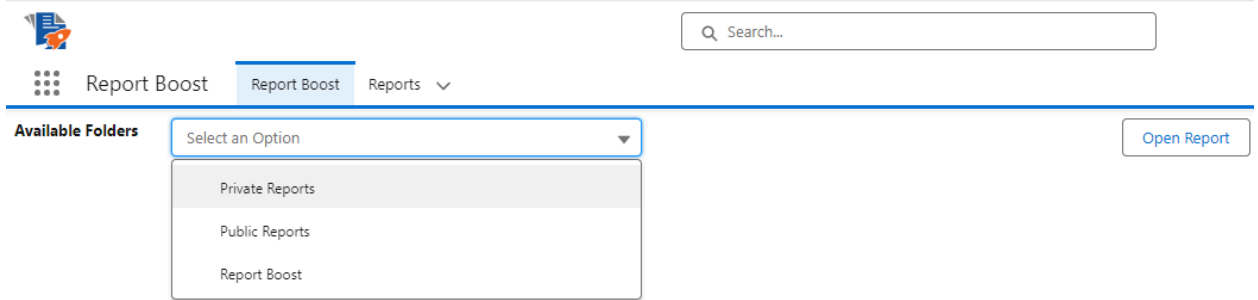 Search...
Report Boost Report Boost Reports
Available Folders Select an Option Open Report
Private Reports
Public Reports
Report Boost